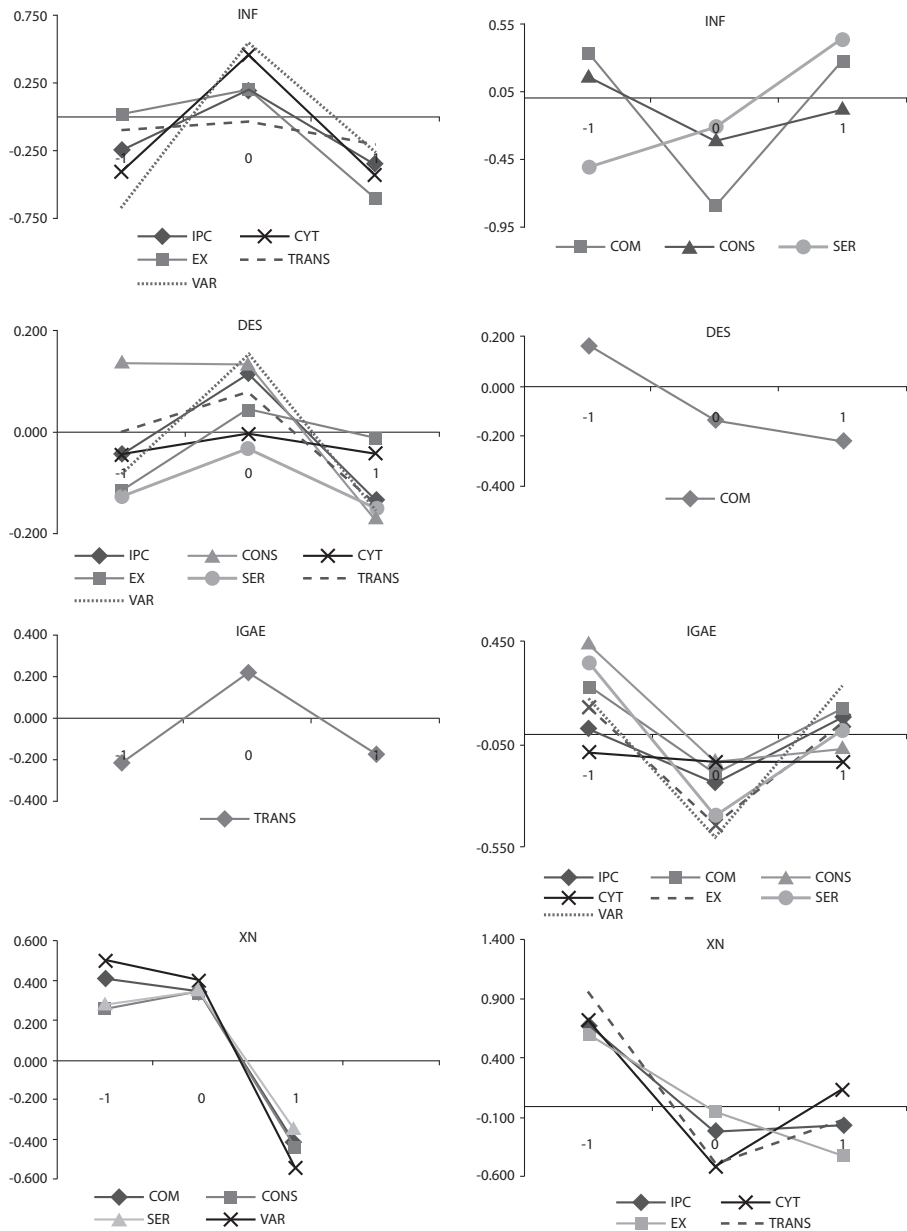 INF
0.750
0.250
-0.250
-0.750
-1 0 1
IPC CYT
EX TRANS
VAR
INF
0.55
0.05
-0.45
-0.95
-1 0 1
COM CONS SER
DES
0.200
0.000
-0.200
-1 0 1
IPC CONS CYT
EX SER TRANS
VAR
DES
0.200
0.000
-0.200
-0.400
-1 0 1
COM
IGAE
0.400
0.200
0.000
-0.200
-0.400
-1 0 1
TRANS
IGAE
0.450
-0.050
-0.550
-1 0 1
IPC COM CONS
CYT EX SER
VAR
XN
0.600
0.400
0.200
0.000
-0.200
-0.400
-0.600
-1 0 1
COM CONS
SER VAR
XN
1.400
0.900
0.400
-0.100
-0.600
-1 0 1
IPC CYT
EX TRANS